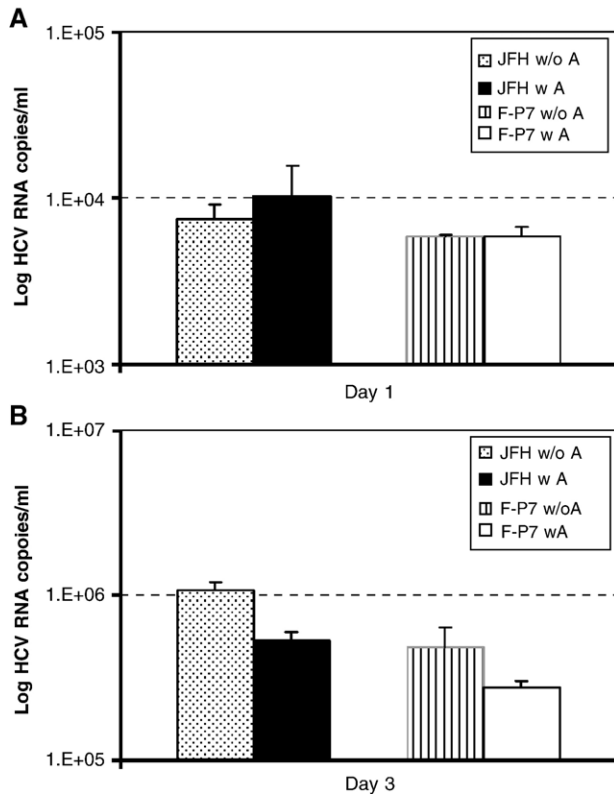 A
Log HCV RNA copies/ml
1.E+05
1.E+04
1.E+03
JFH w/o A
JFH w A
F-P7 w/o A
F-P7 w A
Day 1
B
Log HCV RNA copoies/ml
1.E+07
1.E+06
1.E+05
JFH w/o A
JFH w A
F-P7 w/oA
F-P7 wA
Day 3